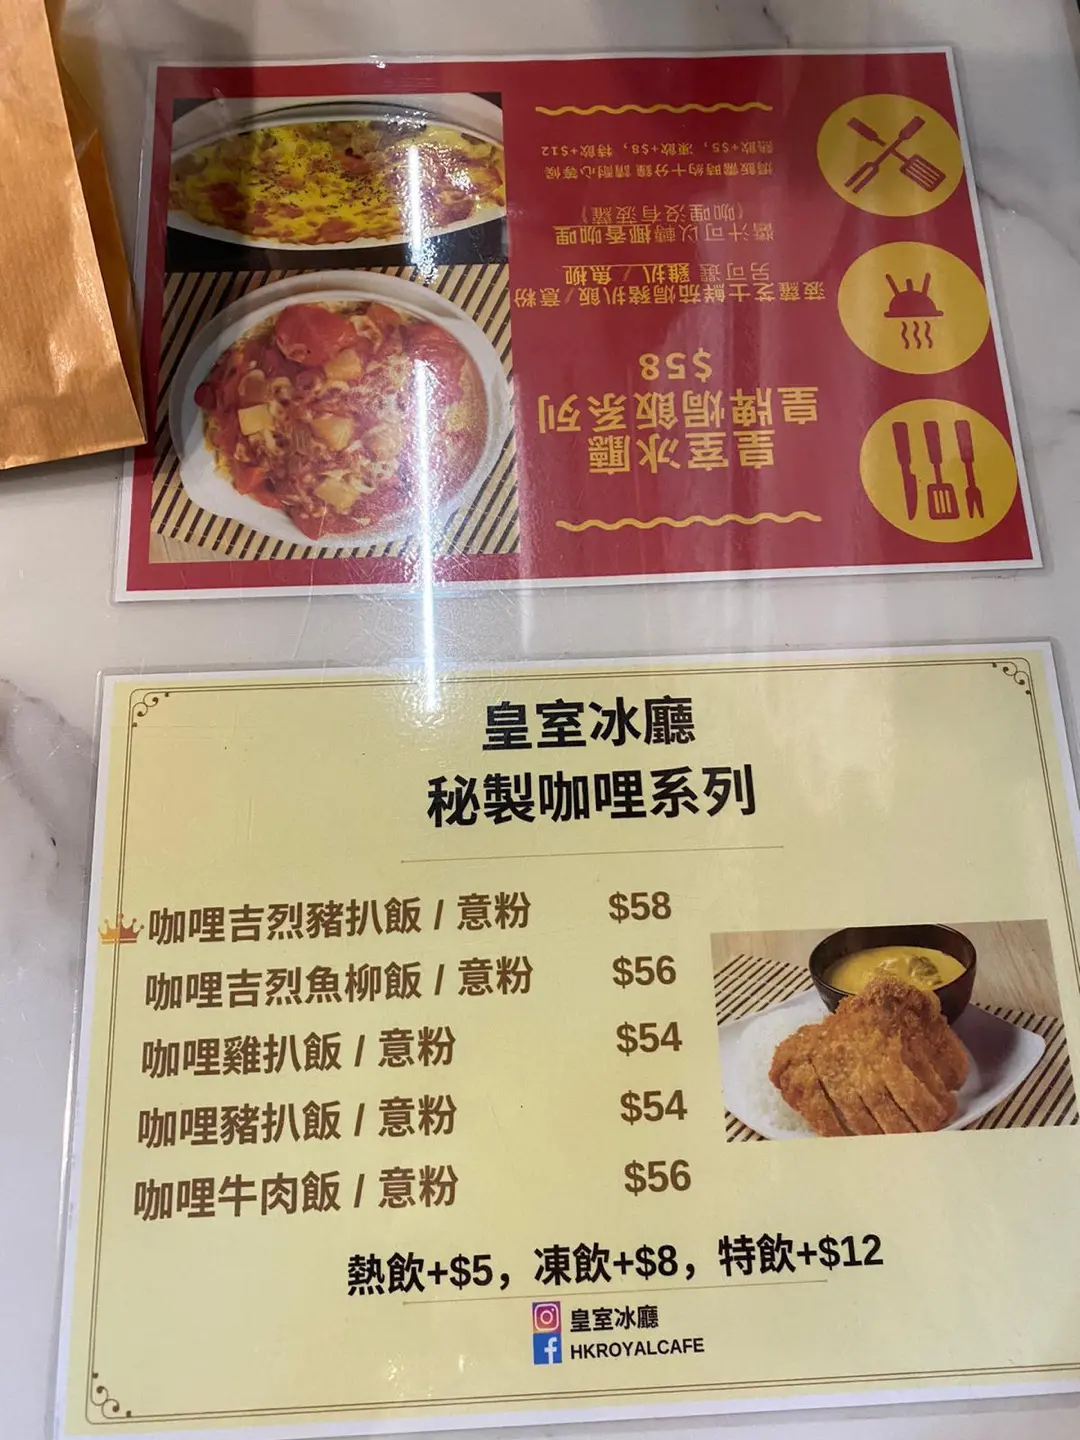 皇室冰廳
皇牌焗飯系列
$58
菠蘿芝士鮮茄焗豬扒飯/意粉
另可選 雞扒 / 魚柳
醬汁可以轉椰香咖哩
(咖哩沒有菠蘿)
焗飯需時約十分鐘 請耐心等候
熱飲+$5, 凍飲+$8, 特飲+$12
皇室冰廳
秘製咖哩系列
咖哩吉烈豬扒飯 / 意粉 $58
咖哩吉烈魚柳飯 / 意粉 $56
咖哩雞扒飯 / 意粉 $54
咖哩豬扒飯 / 意粉 $54
咖哩牛肉飯 / 意粉 $56
熱飲+$5, 凍飲+$8, 特飲+$12
皇室冰廳
HKROYALCAFE